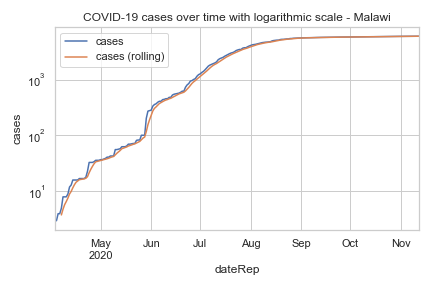 COVID-19 cases over time with logarithmic scale - Malawi
cases
cases (rolling)
10³
10²
10¹
cases
May
2020
Jun
Jul
Aug
Sep
Oct
Nov
dateRep